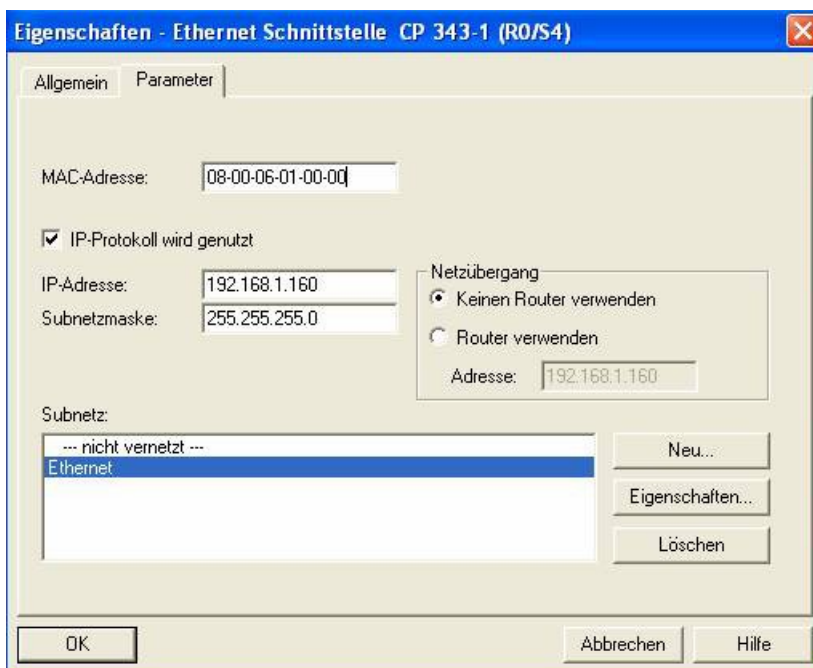 Eigenschaften - Ethernet Schnittstelle CP 343-1 (R0/S4)
Allgemein
Parameter
MAC-Adresse:
08-00-06-01-00-00
IP-Protokoll wird genutzt
IP-Adresse:
192.168.1.160
Subnetzmaske:
255.255.255.0
Netzübergang
Keinen Router verwenden
Router verwenden
Adresse:
192.168.1.160
Subnetz:
--- nicht vernetzt ---
Ethernet
Neu...
Eigenschaften...
Löschen
OK
Abbrechen
Hilfe